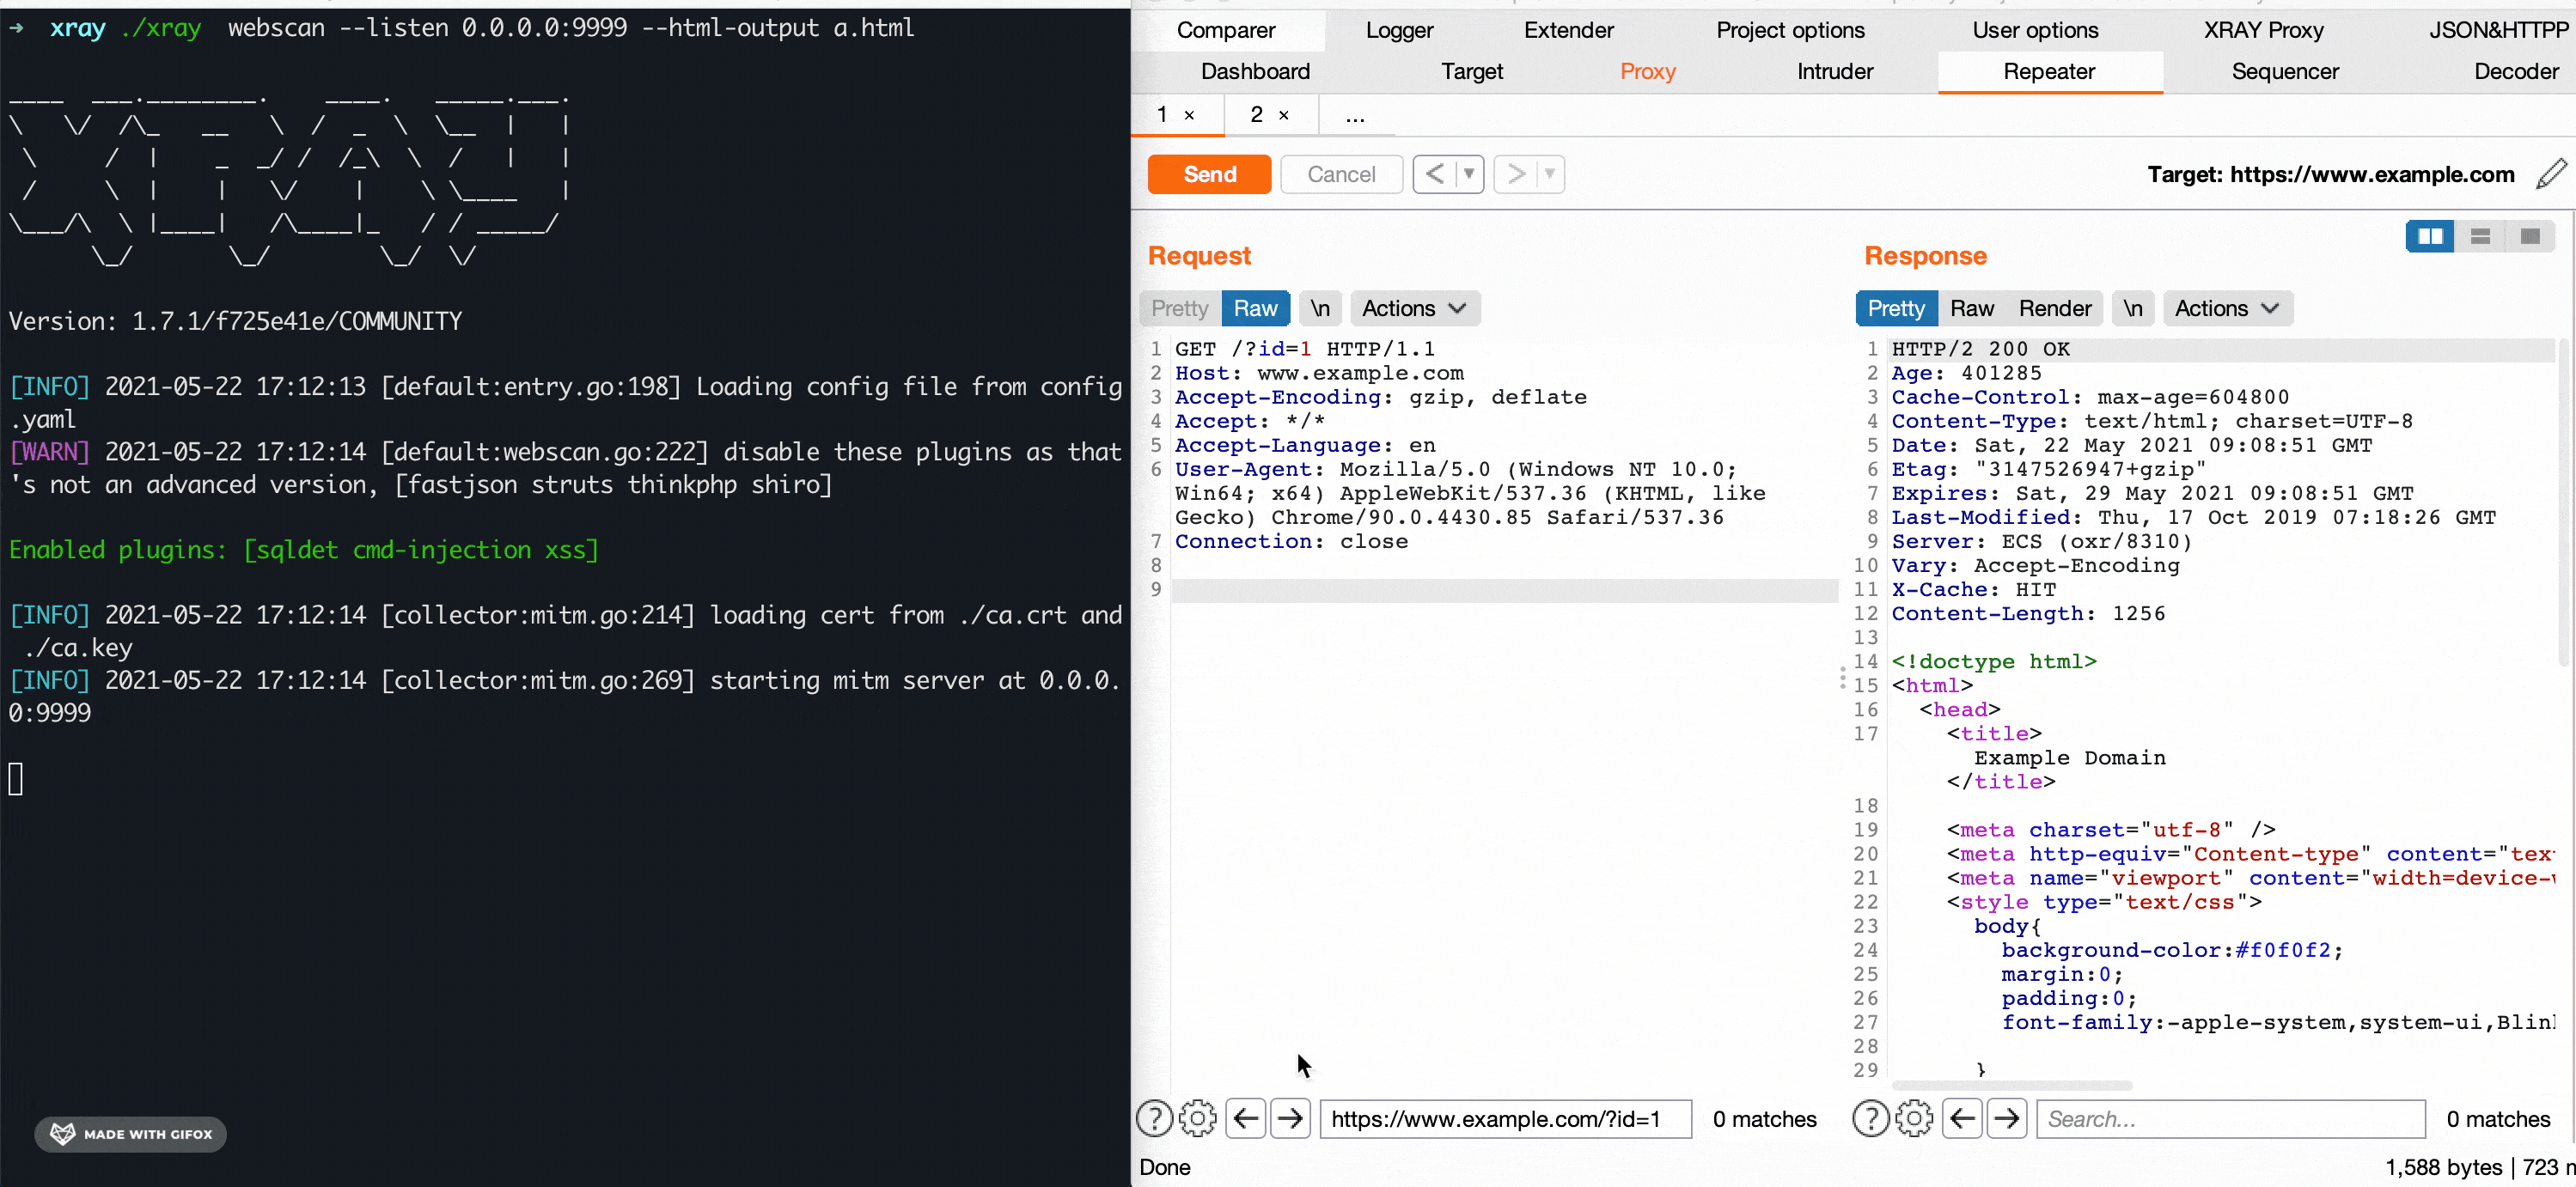 → xray ./xray webscan --listen 0.0.0.0:9999 --html-output a.html
Version: 1.7.1/f725e41e/COMMUNITY
[INFO] 2021-05-22 17:12:13 [default:entry.go:198] Loading config file from config
.yaml
[WARN] 2021-05-22 17:12:14 [default:webscan.go:222] disable these plugins as that
's not an advanced version, [fastjson struts thinkphp shiro]
Enabled plugins: [sqldet cmd-injection xss]
[INFO] 2021-05-22 17:12:14 [collector:mitm.go:214] loading cert from ./ca.crt and
./ca.key
[INFO] 2021-05-22 17:12:14 [collector:mitm.go:269] starting mitm server at 0.0.0.
0:9999
MADE WITH GIFOX
Comparer Logger Extender Project options User options XRAY Proxy JSON&HTTPP
Dashboard Target Proxy Intruder Repeater Sequencer Decoder
1 × 2 × ...
Send Cancel < ▼ > ▼ Target: https://www.example.com
Request
Pretty Raw \n Actions
1 GET /?id=1 HTTP/1.1
2 Host: www.example.com
3 Accept-Encoding: gzip, deflate
4 Accept: */*
5 Accept-Language: en
6 User-Agent: Mozilla/5.0 (Windows NT 10.0;
Win64; x64) AppleWebKit/537.36 (KHTML, like
Gecko) Chrome/90.0.4430.85 Safari/537.36
7 Connection: close
8
9
? ← → https://www.example.com/?id=1 0 matches
Done
Response
Pretty Raw Render \n Actions
1 HTTP/2 200 OK
2 Age: 401285
3 Cache-Control: max-age=604800
4 Content-Type: text/html; charset=UTF-8
5 Date: Sat, 22 May 2021 09:08:51 GMT
6 Etag: "3147526947+gzip"
7 Expires: Sat, 29 May 2021 09:08:51 GMT
8 Last-Modified: Thu, 17 Oct 2019 07:18:26 GMT
9 Server: ECS (oxr/8310)
10 Vary: Accept-Encoding
11 X-Cache: HIT
12 Content-Length: 1256
13
14 <!doctype html>
15 <html>
16 <head>
17 <title>
Example Domain
</title>
18
19 <meta charset="utf-8" />
20 <meta http-equiv="Content-type" content="tex
21 <meta name="viewport" content="width=device-
22 <style type="text/css">
23 body{
24 background-color:#f0f0f2;
25 margin:0;
26 padding:0;
27 font-family:-apple-system,system-ui,Blin
28
29 }
? ← → Search... 0 matches
1,588 bytes | 723 m